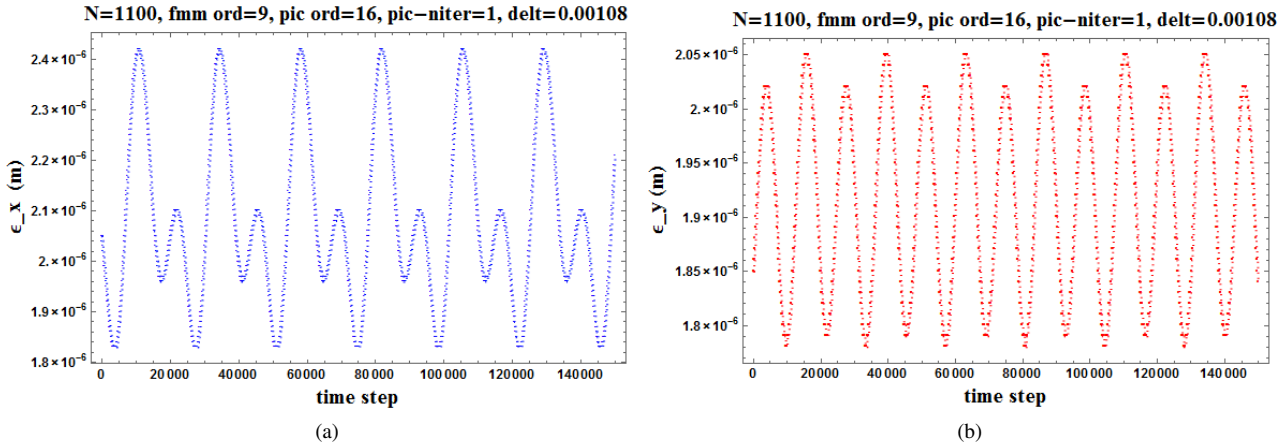 N=1100, fmm ord=9, pic ord=16, pic-niter=1, delt=0.00108
2.4×10⁻⁶
2.3×10⁻⁶
2.2×10⁻⁶
2.1×10⁻⁶
2.×10⁻⁶
1.9×10⁻⁶
1.8×10⁻⁶
ϵ_x (m)
0 20000 40000 60000 80000 100000 120000 140000
time step
(a)
N=1100, fmm ord=9, pic ord=16, pic-niter=1, delt=0.00108
2.05×10⁻⁶
2.×10⁻⁶
1.95×10⁻⁶
1.9×10⁻⁶
1.85×10⁻⁶
1.8×10⁻⁶
ϵ_y (m)
0 20000 40000 60000 80000 100000 120000 140000
time step
(b)